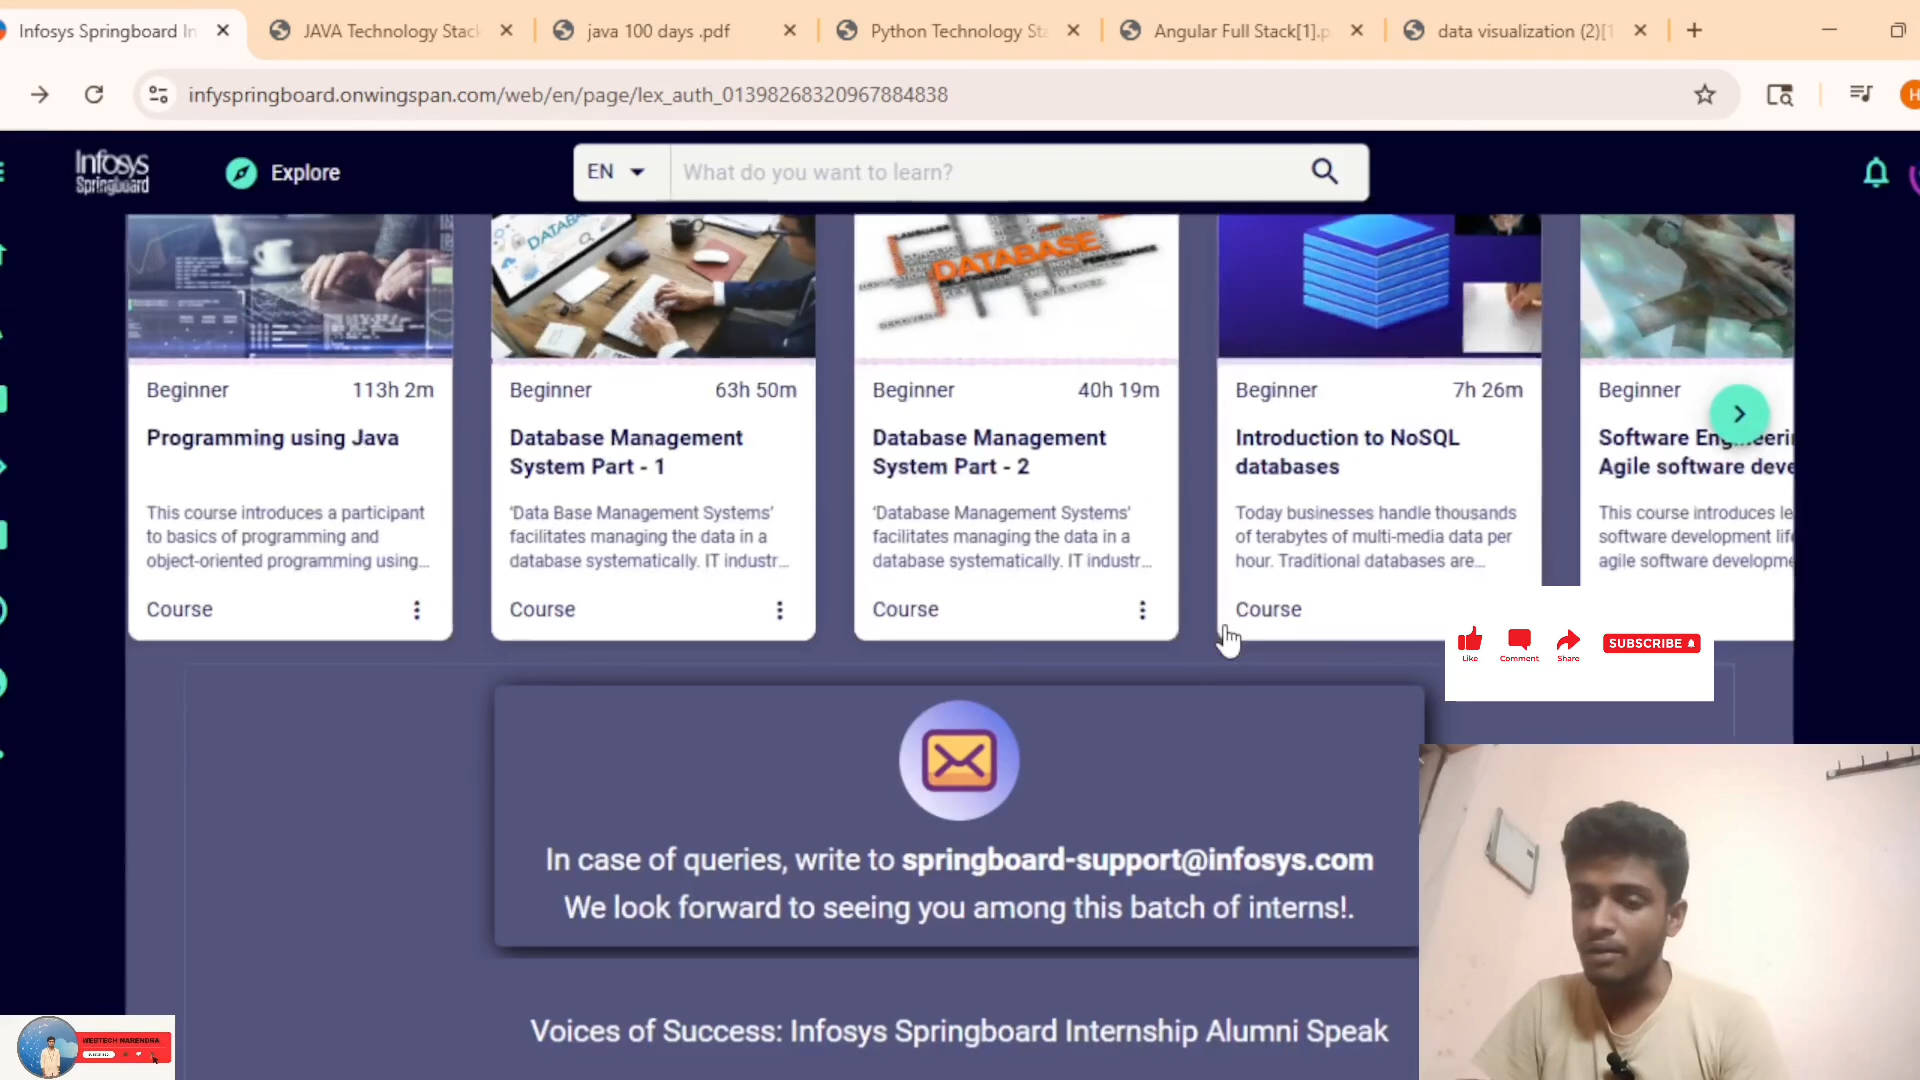 Infosys Springboard In
JAVA Technology Stack
java 100 days .pdf
Python Technology Sta
Angular Full Stack[1].p
data visualization (2)[1
infyspringboard.onwingspan.com/web/en/page/lex_auth_01398268320967884838
H
Infosys
Springboard
Explore
EN
What do you want to learn?
DATABA
LANGUAGE
DATABASE
PERFORMANCE
Beginner 113h 2m
Programming using Java
This course introduces a participant
to basics of programming and
object-oriented programming using...
Course
Beginner 63h 50m
Database Management
System Part - 1
‘Data Base Management Systems’
facilitates managing the data in a
database systematically. IT industr...
Course
Beginner 40h 19m
Database Management
System Part - 2
‘Database Management Systems’
facilitates managing the data in a
database systematically. IT industr...
Course
Beginner 7h 26m
Introduction to NoSQL
databases
Today businesses handle thousands
of terabytes of multi-media data per
hour. Traditional databases are...
Course
Beginner
Software Engineeri
Agile software deve
This course introduces le
software development lif
agile software developme
Like
Comment
Share
SUBSCRIBE
In case of queries, write to springboard-support@infosys.com
We look forward to seeing you among this batch of interns!.
Voices of Success: Infosys Springboard Internship Alumni Speak
WEBTECH NARENDRA